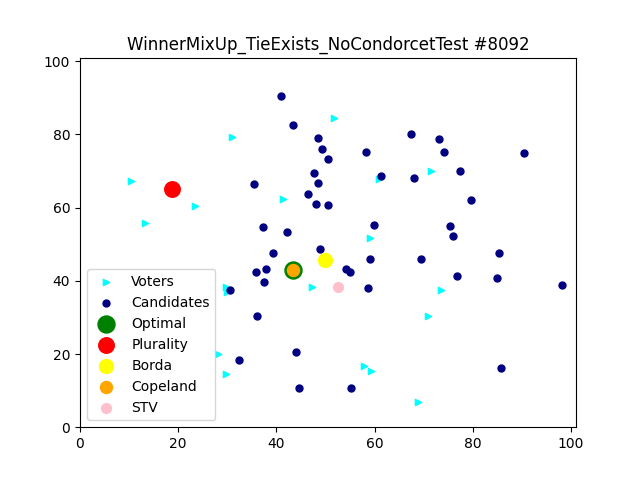 WinnerMixUp_TieExists_NoCondorcetTest #8092
100
80
60
40
20
0
Voters
Candidates
Optimal
Plurality
Borda
Copeland
STV
0 20 40 60 80 100